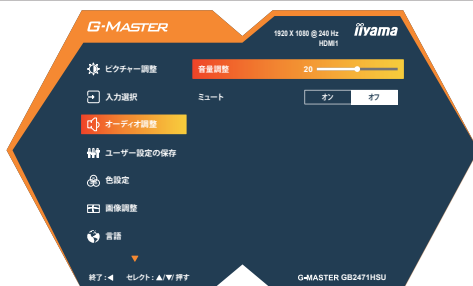 G-MASTER
1920 X 1080 @ 240 Hz
HDMI1
iiyama
ピクチャー調整
入力選択
オーディオ調整
ユーザー設定の保存
色設定
画像調整
言語
音量調整 20
ミュート オン オフ
終了:◀ セレクト:▲/▼/ 押す
G-MASTER GB2471HSU